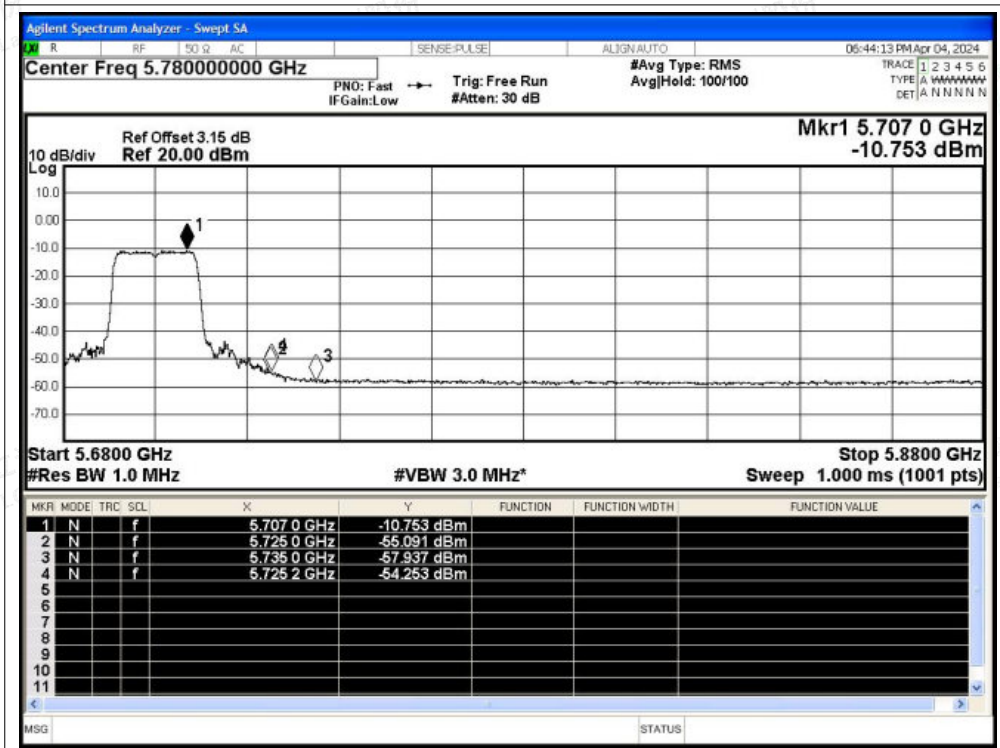 Agilent Spectrum Analyzer - Swept SA
LXI R RF 50 Ω AC SENSE:PULSE ALIGN AUTO 06:44:13 PM Apr 04, 2024
Center Freq 5.780000000 GHz #Avg Type: RMS TRACE 1 2 3 4 5 6
PNO: Fast Trig: Free Run Avg|Hold: 100/100 TYPE A WWWWW
IFGain:Low #Atten: 30 dB DET A N N N N N
Mkr1 5.707 0 GHz
Ref Offset 3.15 dB
10 dB/div Ref 20.00 dBm -10.753 dBm
Log
10.0
0.00
1
-10.0
-20.0
-30.0
-40.0
4
2
3
-50.0
-60.0
-70.0
Start 5.6800 GHz Stop 5.8800 GHz
#Res BW 1.0 MHz #VBW 3.0 MHz* Sweep 1.000 ms (1001 pts)
MKR MODE TRC SCL X Y FUNCTION FUNCTION WIDTH FUNCTION VALUE
1 N f 5.707 0 GHz -10.753 dBm
2 N f 5.725 0 GHz -55.091 dBm
3 N f 5.735 0 GHz -57.937 dBm
4 N f 5.725 2 GHz -54.253 dBm
5
6
7
8
9
10
11
MSG STATUS